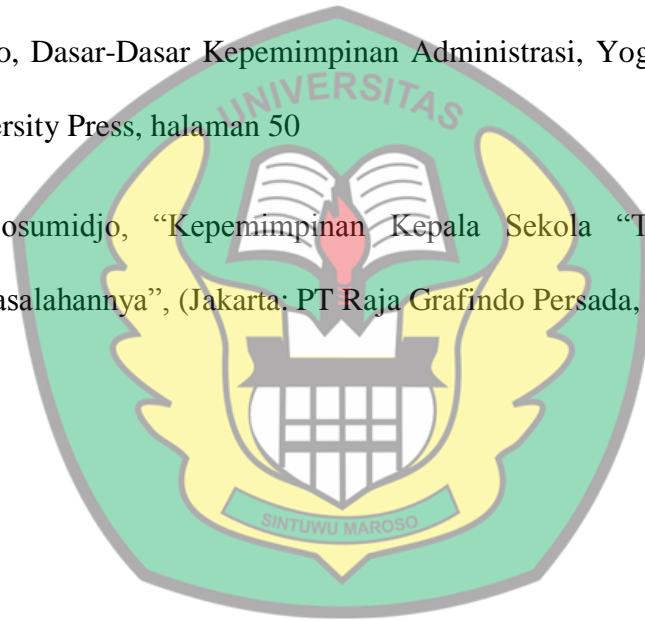 o, Dasar-Dasar Kepemimpinan Administrasi, Yog
UNIVERSITAS
ersity Press, halaman 50
osumidjo, “Kepemimpinan Kepala Sekola “T
asalahannya”, (Jakarta: PT Raja Grafindo Persada,
SINTUWU MAROSO